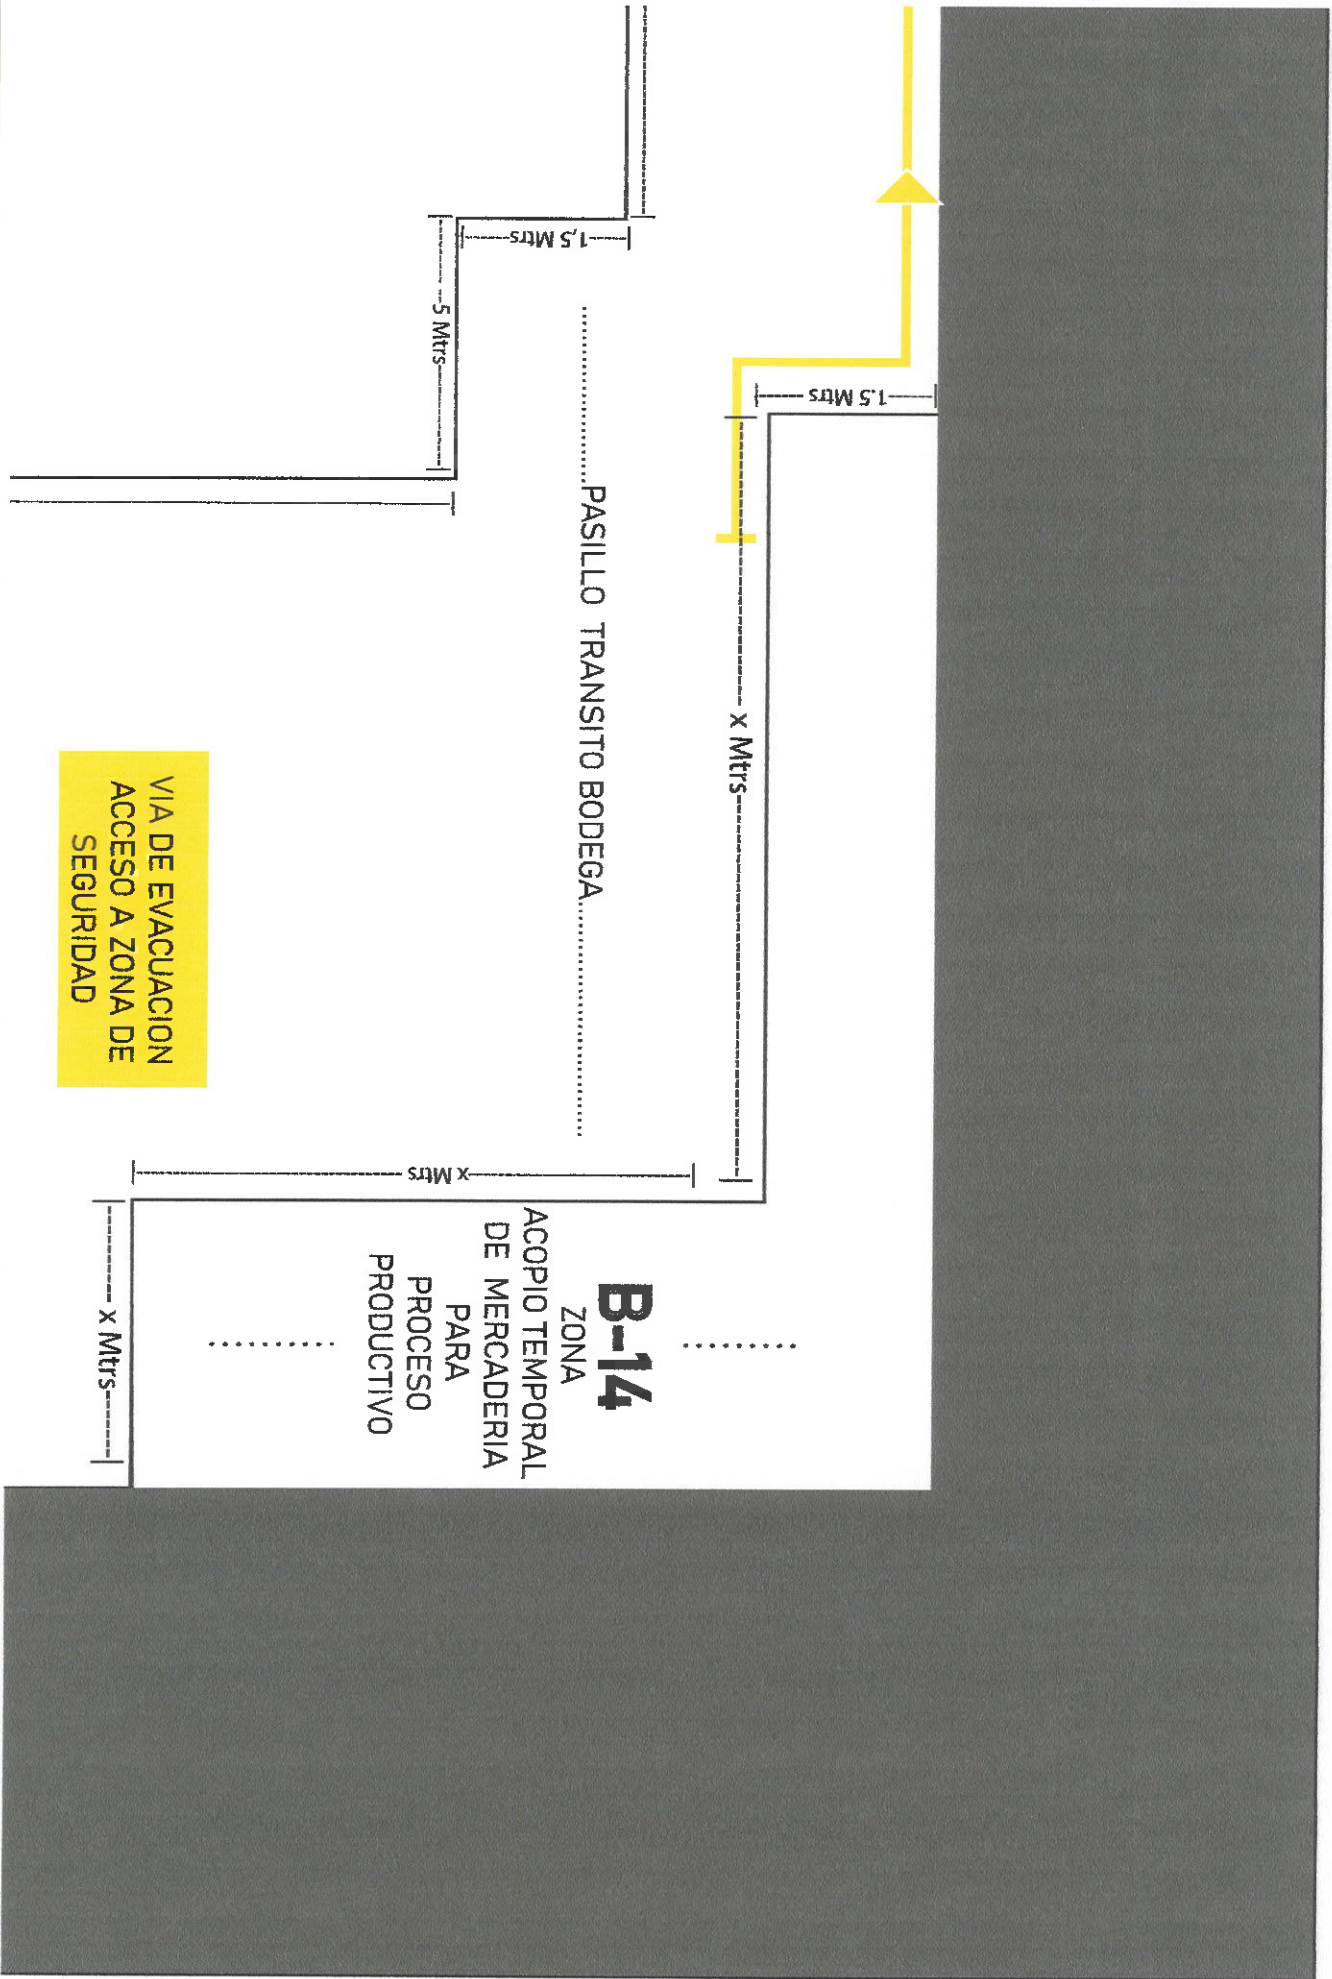 1.5 Mtrs
x Mtrs
1,5 Mtrs
5 Mtrs
PASILLO TRANSITO BODEGA
x Mtrs
B-14
ZONA
ACOPIO TEMPORAL
DE MERCADERIA
PARA
PROCESO
PRODUCTIVO
x Mtrs
VIA DE EVACUACION
ACCESO A ZONA DE
SEGURIDAD